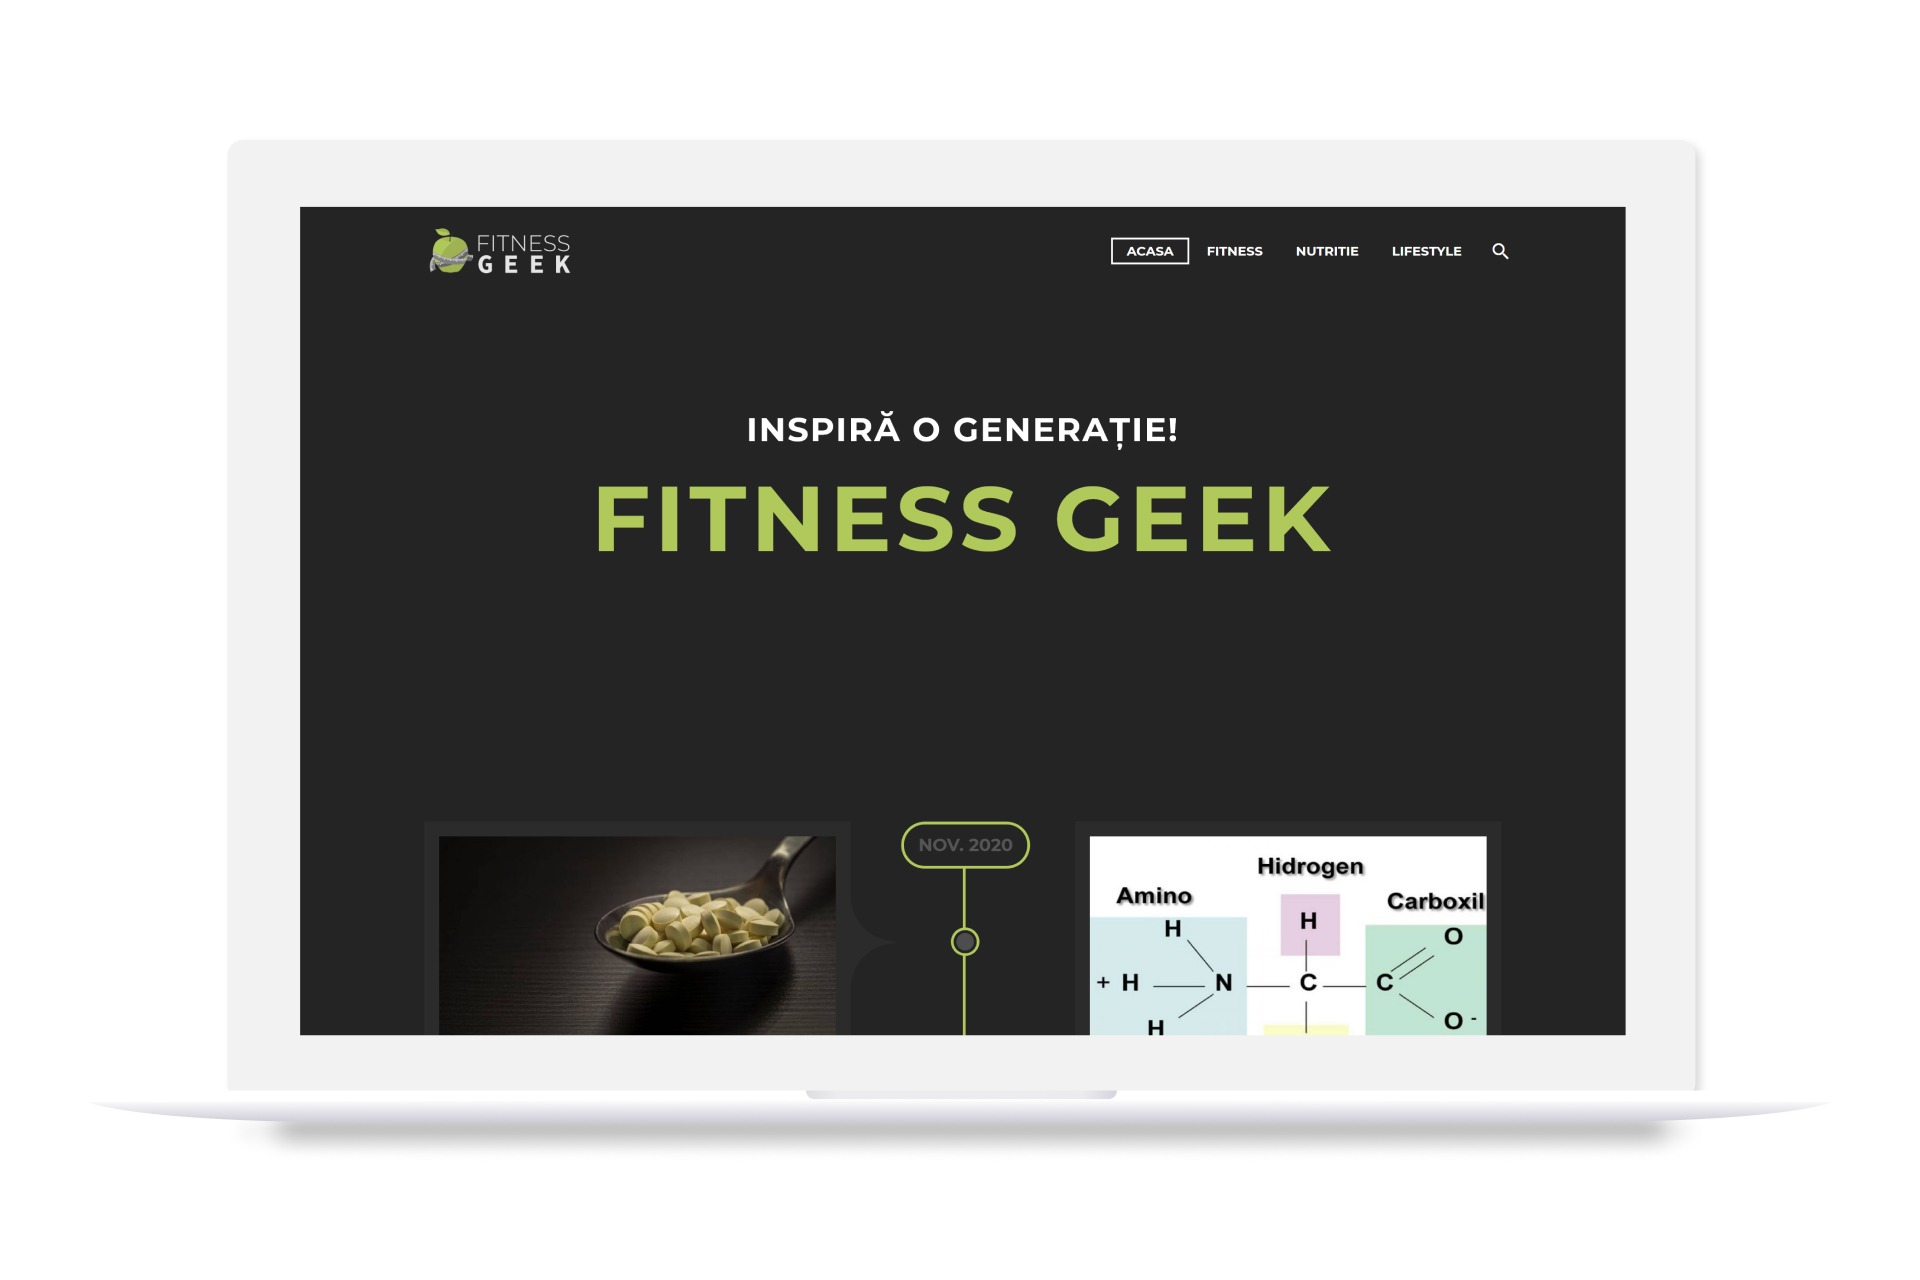 FITNESS
GEEK
ACASA FITNESS NUTRITIE LIFESTYLE
INSPIRĂ O GENERAȚIE!
FITNESS GEEK
NOV. 2020
Hidrogen
Amino
Carboxil
H
H
O
+ H
N
C
C
H
O -